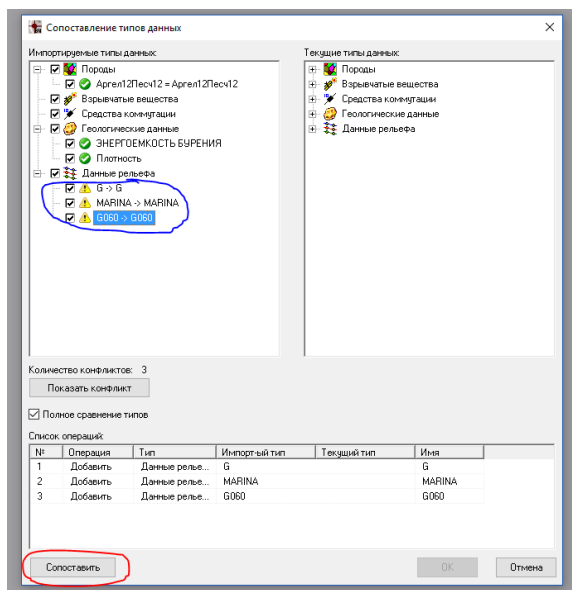 Сопоставление типов данных
Импортируемые типы данных:
Породы
Аргел12Песч12 = Аргел12Песч12
Взрывчатые вещества
Средства коммутации
Геологические данные
ЭНЕРГОЕМКОСТЬ БУРЕНИЯ
Плотность
Данные рельефа
G -> G
MARINA -> MARINA
G060 -> G060
Текущие типы данных:
Породы
Взрывчатые вещества
Средства коммутации
Геологические данные
Данные рельефа
Количество конфликтов: 3
Показать конфликт
Полное сравнение типов
Список операций:
№ Операция Тип Импорт-ый тип Текущий тип Имя
1 Добавить Данные релье... G G
2 Добавить Данные релье... MARINA MARINA
3 Добавить Данные релье... G060 G060
Сопоставить OK Отмена